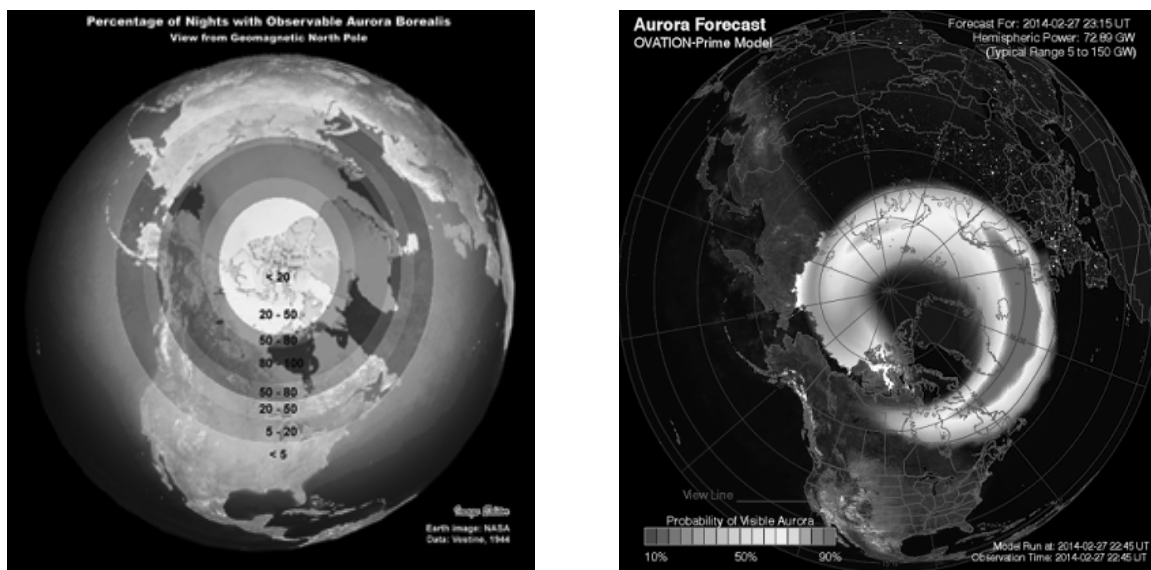 Percentage of Nights with Observable Aurora Borealis
View from Geomagnetic North Pole
< 20
20 - 50
50 - 80
80 - 100
50 - 80
20 - 50
5 - 20
< 5
Earth image: NASA
Data: Vestine, 1944
Aurora Forecast
OVATION-Prime Model
Forecast For: 2014-02-27 23:15 UT
Hemispheric Power: 72.89 GW
(Typical Range 5 to 150 GW)
View Line
Probability of Visible Aurora
10% 50% 90%
Model Run at: 2014-02-27 22:45 UT
Observation Time: 2014-02-27 22:45 UT